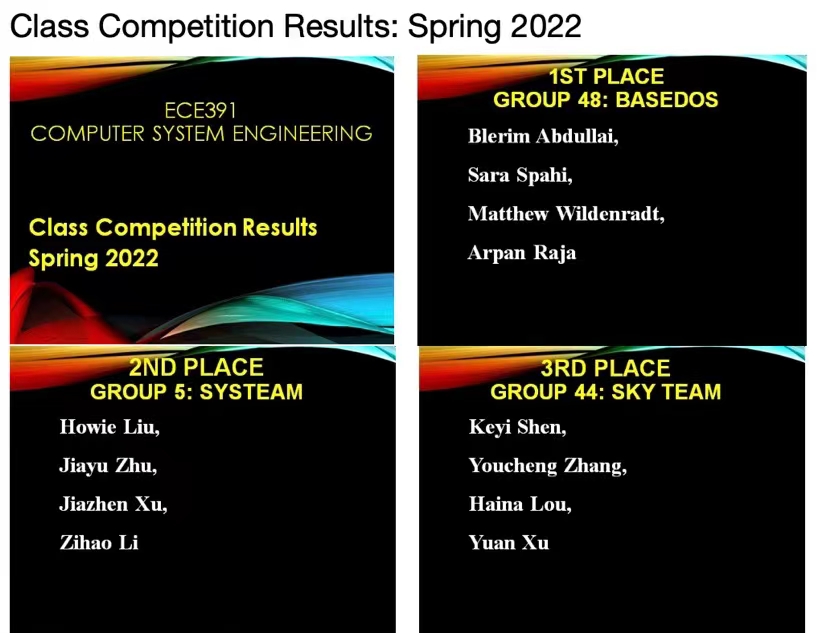 Class Competition Results: Spring 2022
ECE391
COMPUTER SYSTEM ENGINEERING
Class Competition Results
Spring 2022
1ST PLACE
GROUP 48: BASEDOS
Blerim Abdullai,
Sara Spahi,
Matthew Wildenradt,
Arpan Raja
2ND PLACE
GROUP 5: SYSTEAM
Howie Liu,
Jiayu Zhu,
Jiazhen Xu,
Zihao Li
3RD PLACE
GROUP 44: SKY TEAM
Keyi Shen,
Youcheng Zhang,
Haina Lou,
Yuan Xu